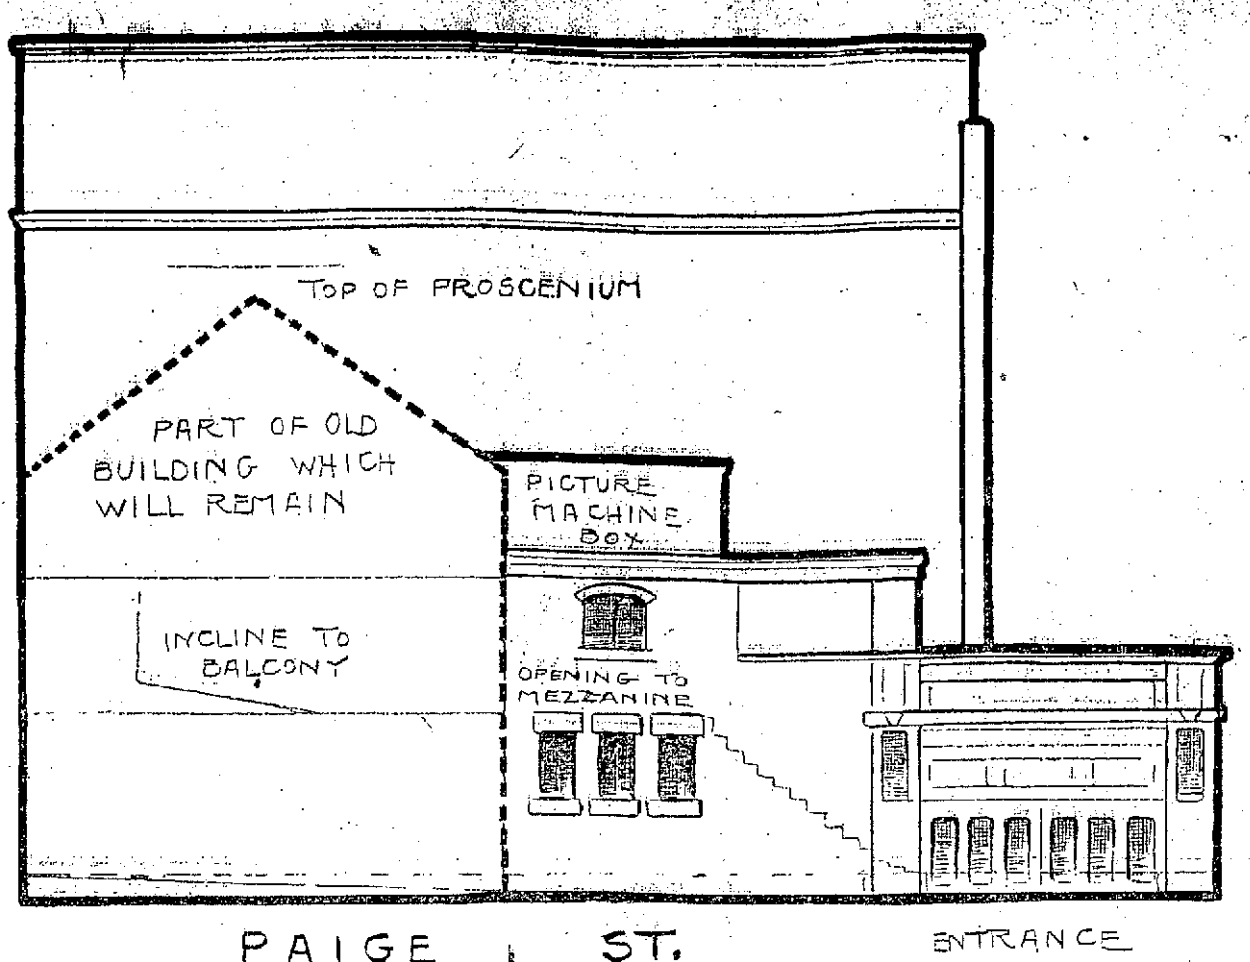 TOP OF PROSCENIUM
PART OF OLD
BUILDING WHICH
WILL REMAIN
PICTURE
MACHINE
BOX
INCLINE TO
BALCONY
OPENING TO
MEZZANINE
PAIGE ST.
ENTRANCE